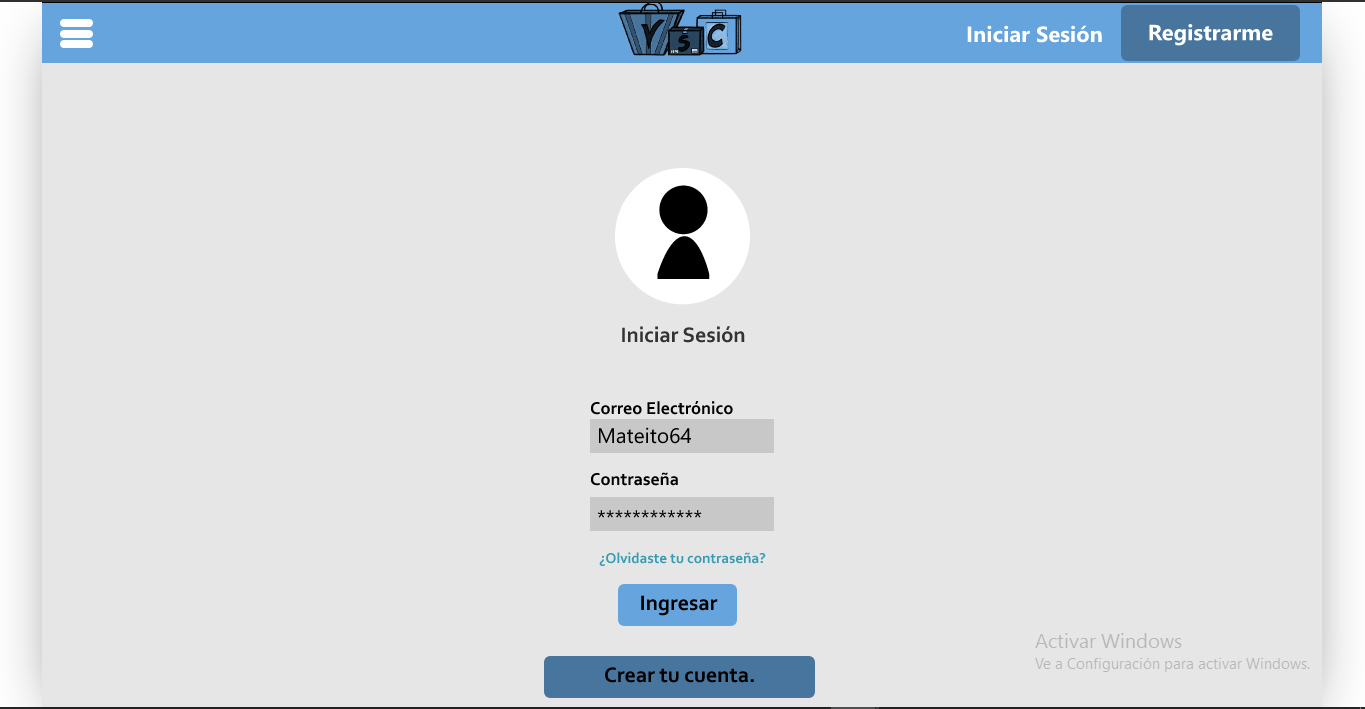 YSC
Iniciar Sesión
Registrarme
Iniciar Sesión
Correo Electrónico
Mateito64
Contraseña
************
¿Olvidaste tu contraseña?
Ingresar
Crear tu cuenta.
Activar Windows
Ve a Configuración para activar Windows.